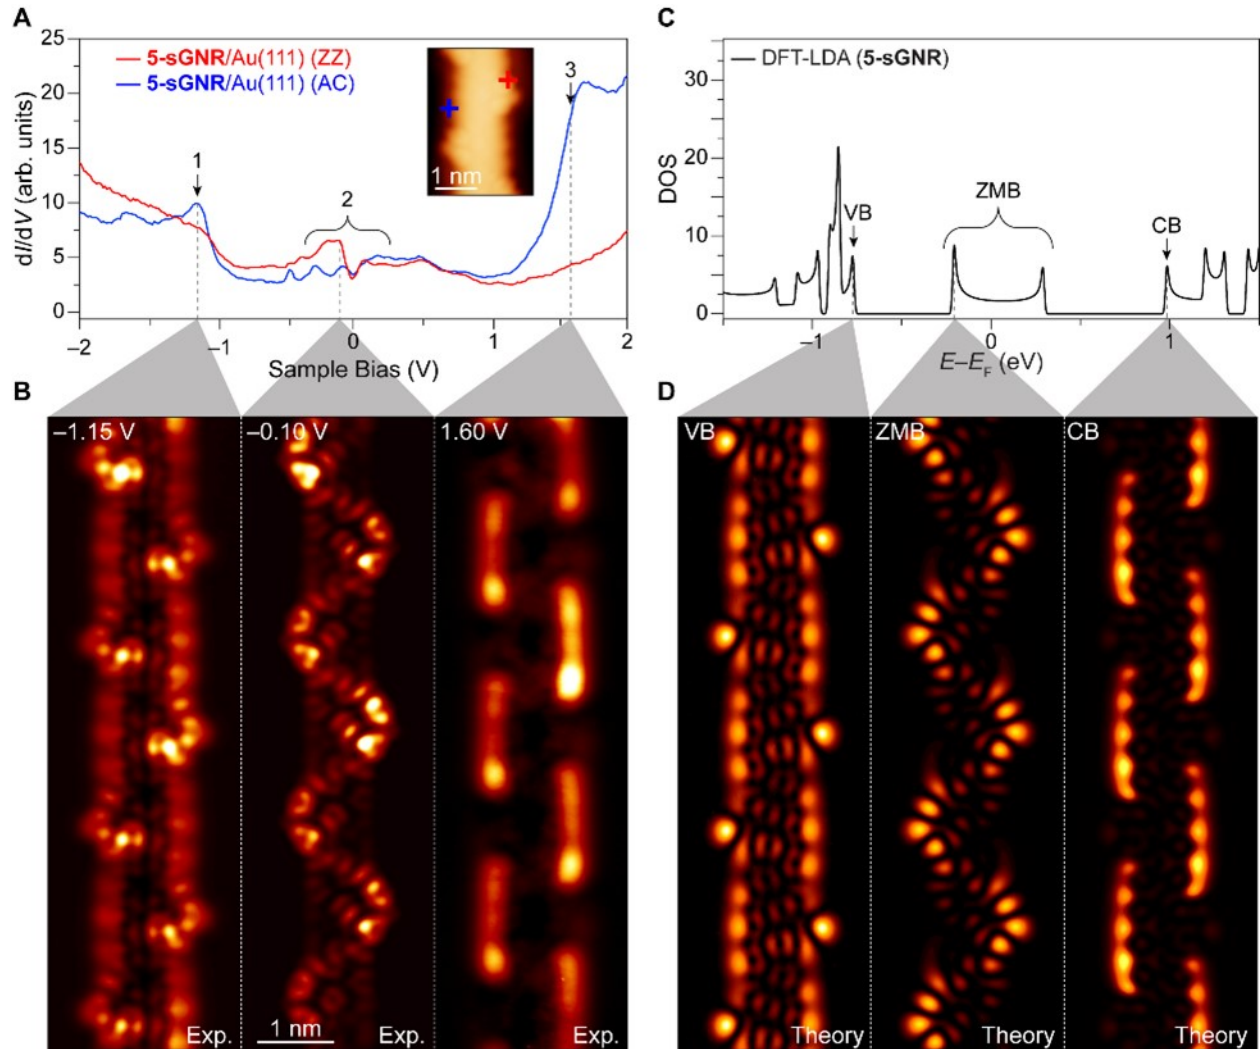 A
25
20
15
10
5
0
dI/dV (arb. units)
5-sGNR/Au(111) (ZZ)
5-sGNR/Au(111) (AC)
1
2
3
1 nm
−2
−1
0
1
2
Sample Bias (V)
C
30
20
10
0
DOS
DFT-LDA (5-sGNR)
VB
ZMB
CB
−1
0
1
E–EF (eV)
B
–1.15 V
–0.10 V
1.60 V
1 nm
Exp.
Exp.
Exp.
D
VB
ZMB
CB
Theory
Theory
Theory